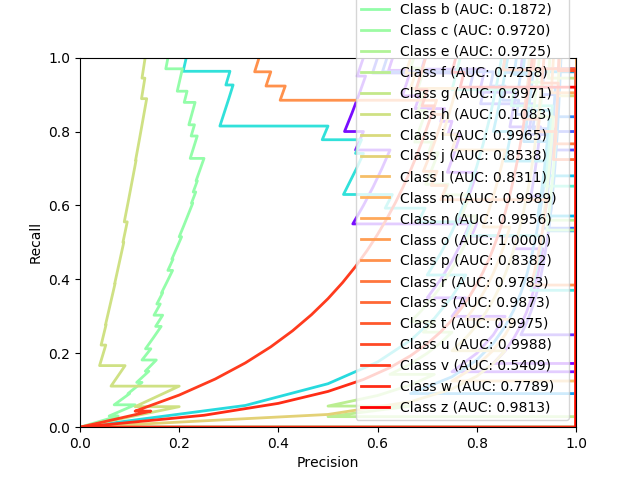 Class b (AUC: 0.1872)
Class c (AUC: 0.9720)
Class e (AUC: 0.9725)
Class f (AUC: 0.7258)
Class g (AUC: 0.9971)
Class h (AUC: 0.1083)
Class i (AUC: 0.9965)
Class j (AUC: 0.8538)
Class l (AUC: 0.8311)
Class m (AUC: 0.9989)
Class n (AUC: 0.9956)
Class o (AUC: 1.0000)
Class p (AUC: 0.8382)
Class r (AUC: 0.9783)
Class s (AUC: 0.9873)
Class t (AUC: 0.9975)
Class u (AUC: 0.9988)
Class v (AUC: 0.5409)
Class w (AUC: 0.7789)
Class z (AUC: 0.9813)
1.0
0.8
0.6
0.4
0.2
0.0
Recall
0.0 0.2 0.4 0.6 0.8 1.0
Precision